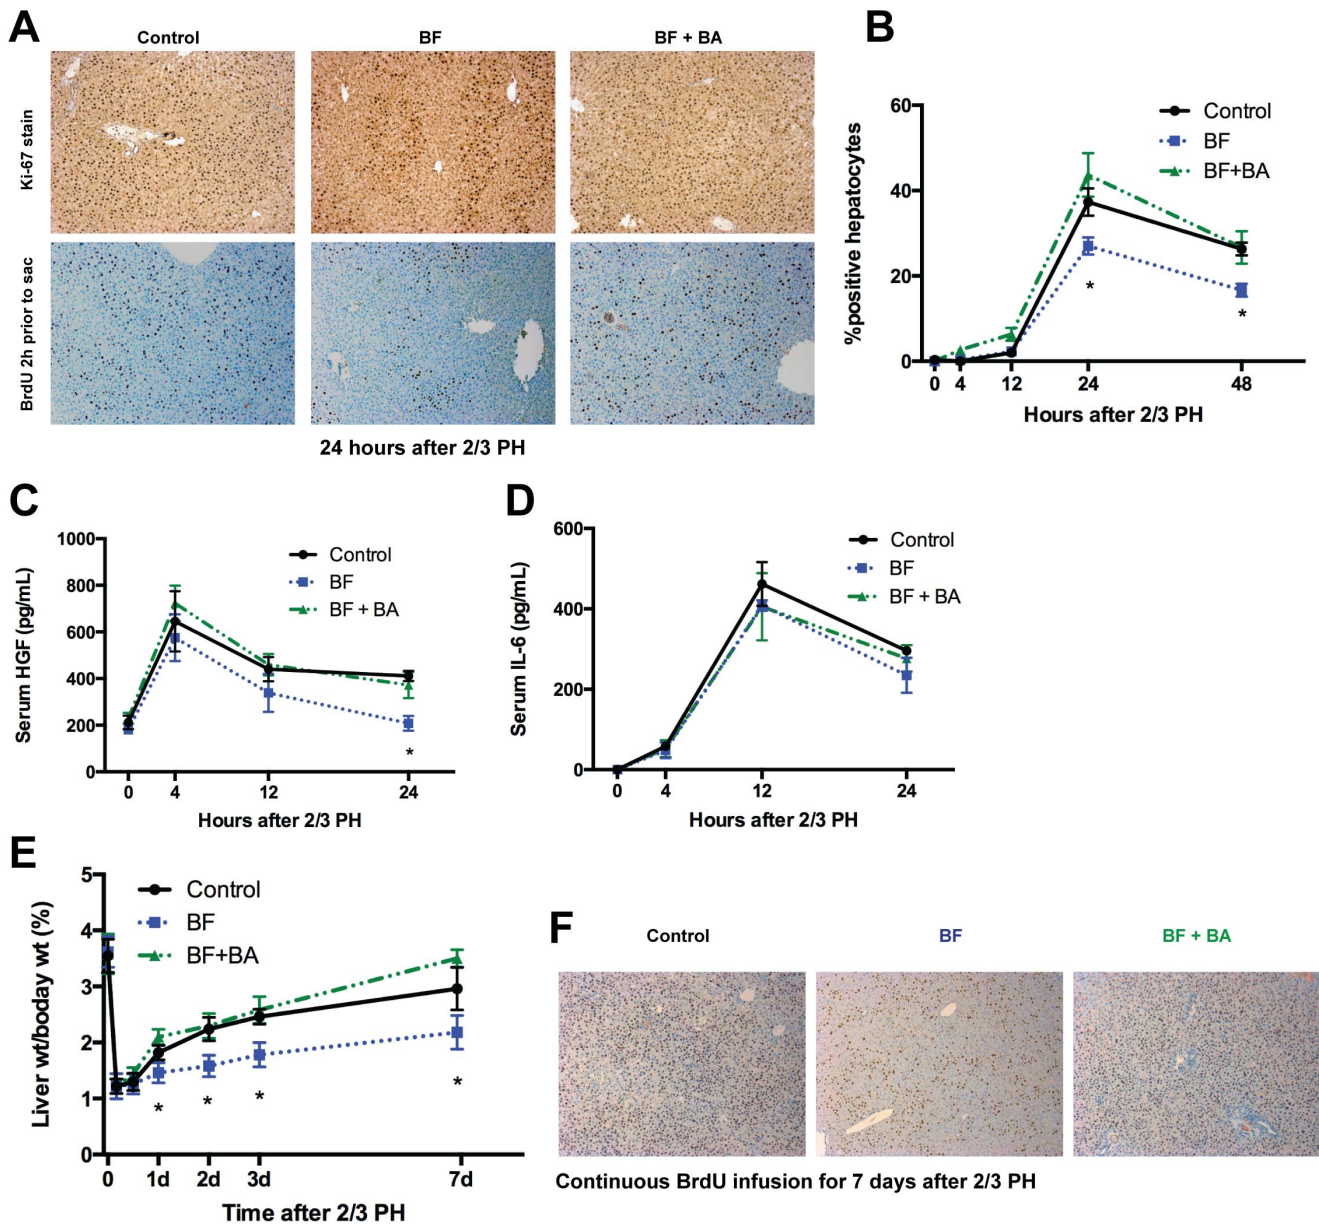 A
Control
BF
BF + BA
Ki-67 stain
BrdU 2h prior to sac
24 hours after 2/3 PH
B
60
40
20
0
%positive hepatocytes
Control
BF
BF+BA
*
*
0 4 12 24 48
Hours after 2/3 PH
C
1000
800
600
400
200
0
Serum HGF (pg/mL)
Control
BF
BF + BA
*
0 4 12 24
Hours after 2/3 PH
D
600
400
200
0
Serum IL-6 (pg/mL)
Control
BF
BF + BA
0 4 12 24
Hours after 2/3 PH
E
5
4
3
2
1
0
Liver wt/boday wt (%)
Control
BF
BF+BA
* * * *
0 1d 2d 3d 7d
Time after 2/3 PH
F
Control
BF
BF + BA
Continuous BrdU infusion for 7 days after 2/3 PH